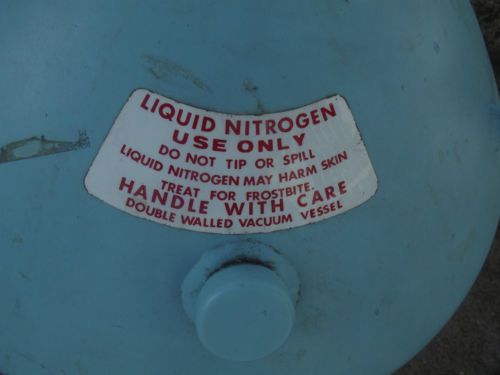 LIQUID NITROGEN
USE ONLY
DO NOT TIP OR SPILL
LIQUID NITROGEN MAY HARM SKIN
TREAT FOR FROSTBITE.
HANDLE WITH CARE
DOUBLE WALLED VACUUM VESSEL